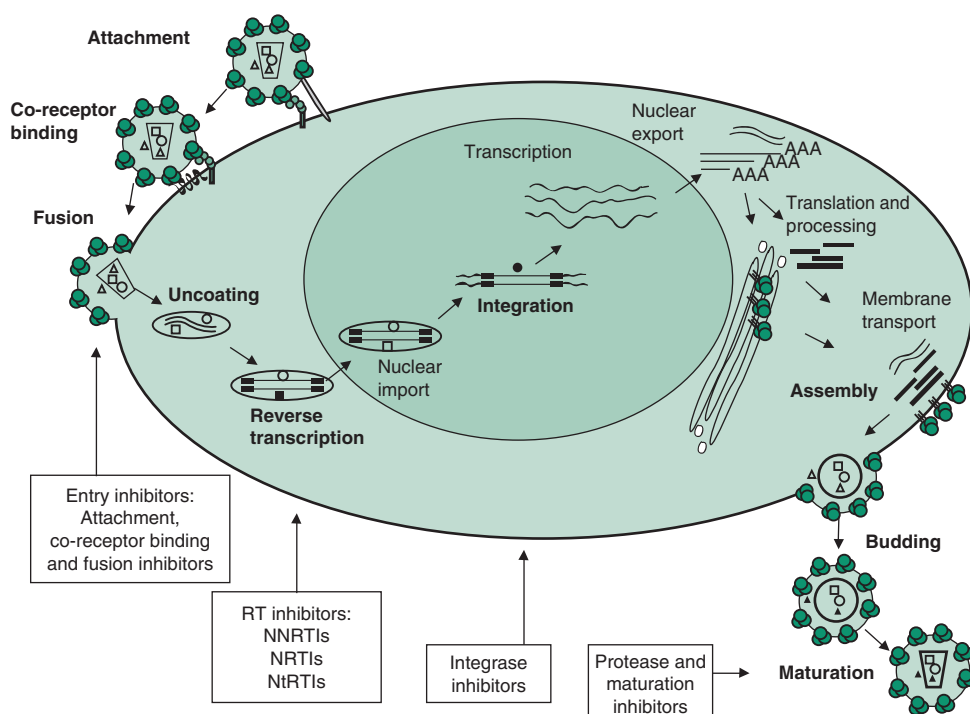 Attachment
Co-receptor
binding
Fusion
Uncoating
Reverse
transcription
Nuclear
import
Integration
Transcription
Nuclear
export
AAA
AAA
AAA
Translation and
processing
Membrane
transport
Assembly
Budding
Maturation
Entry inhibitors:
Attachment,
co-receptor binding
and fusion inhibitors
RT inhibitors:
NNRTIs
NRTIs
NtRTIs
Integrase
inhibitors
Protease and
maturation
inhibitors